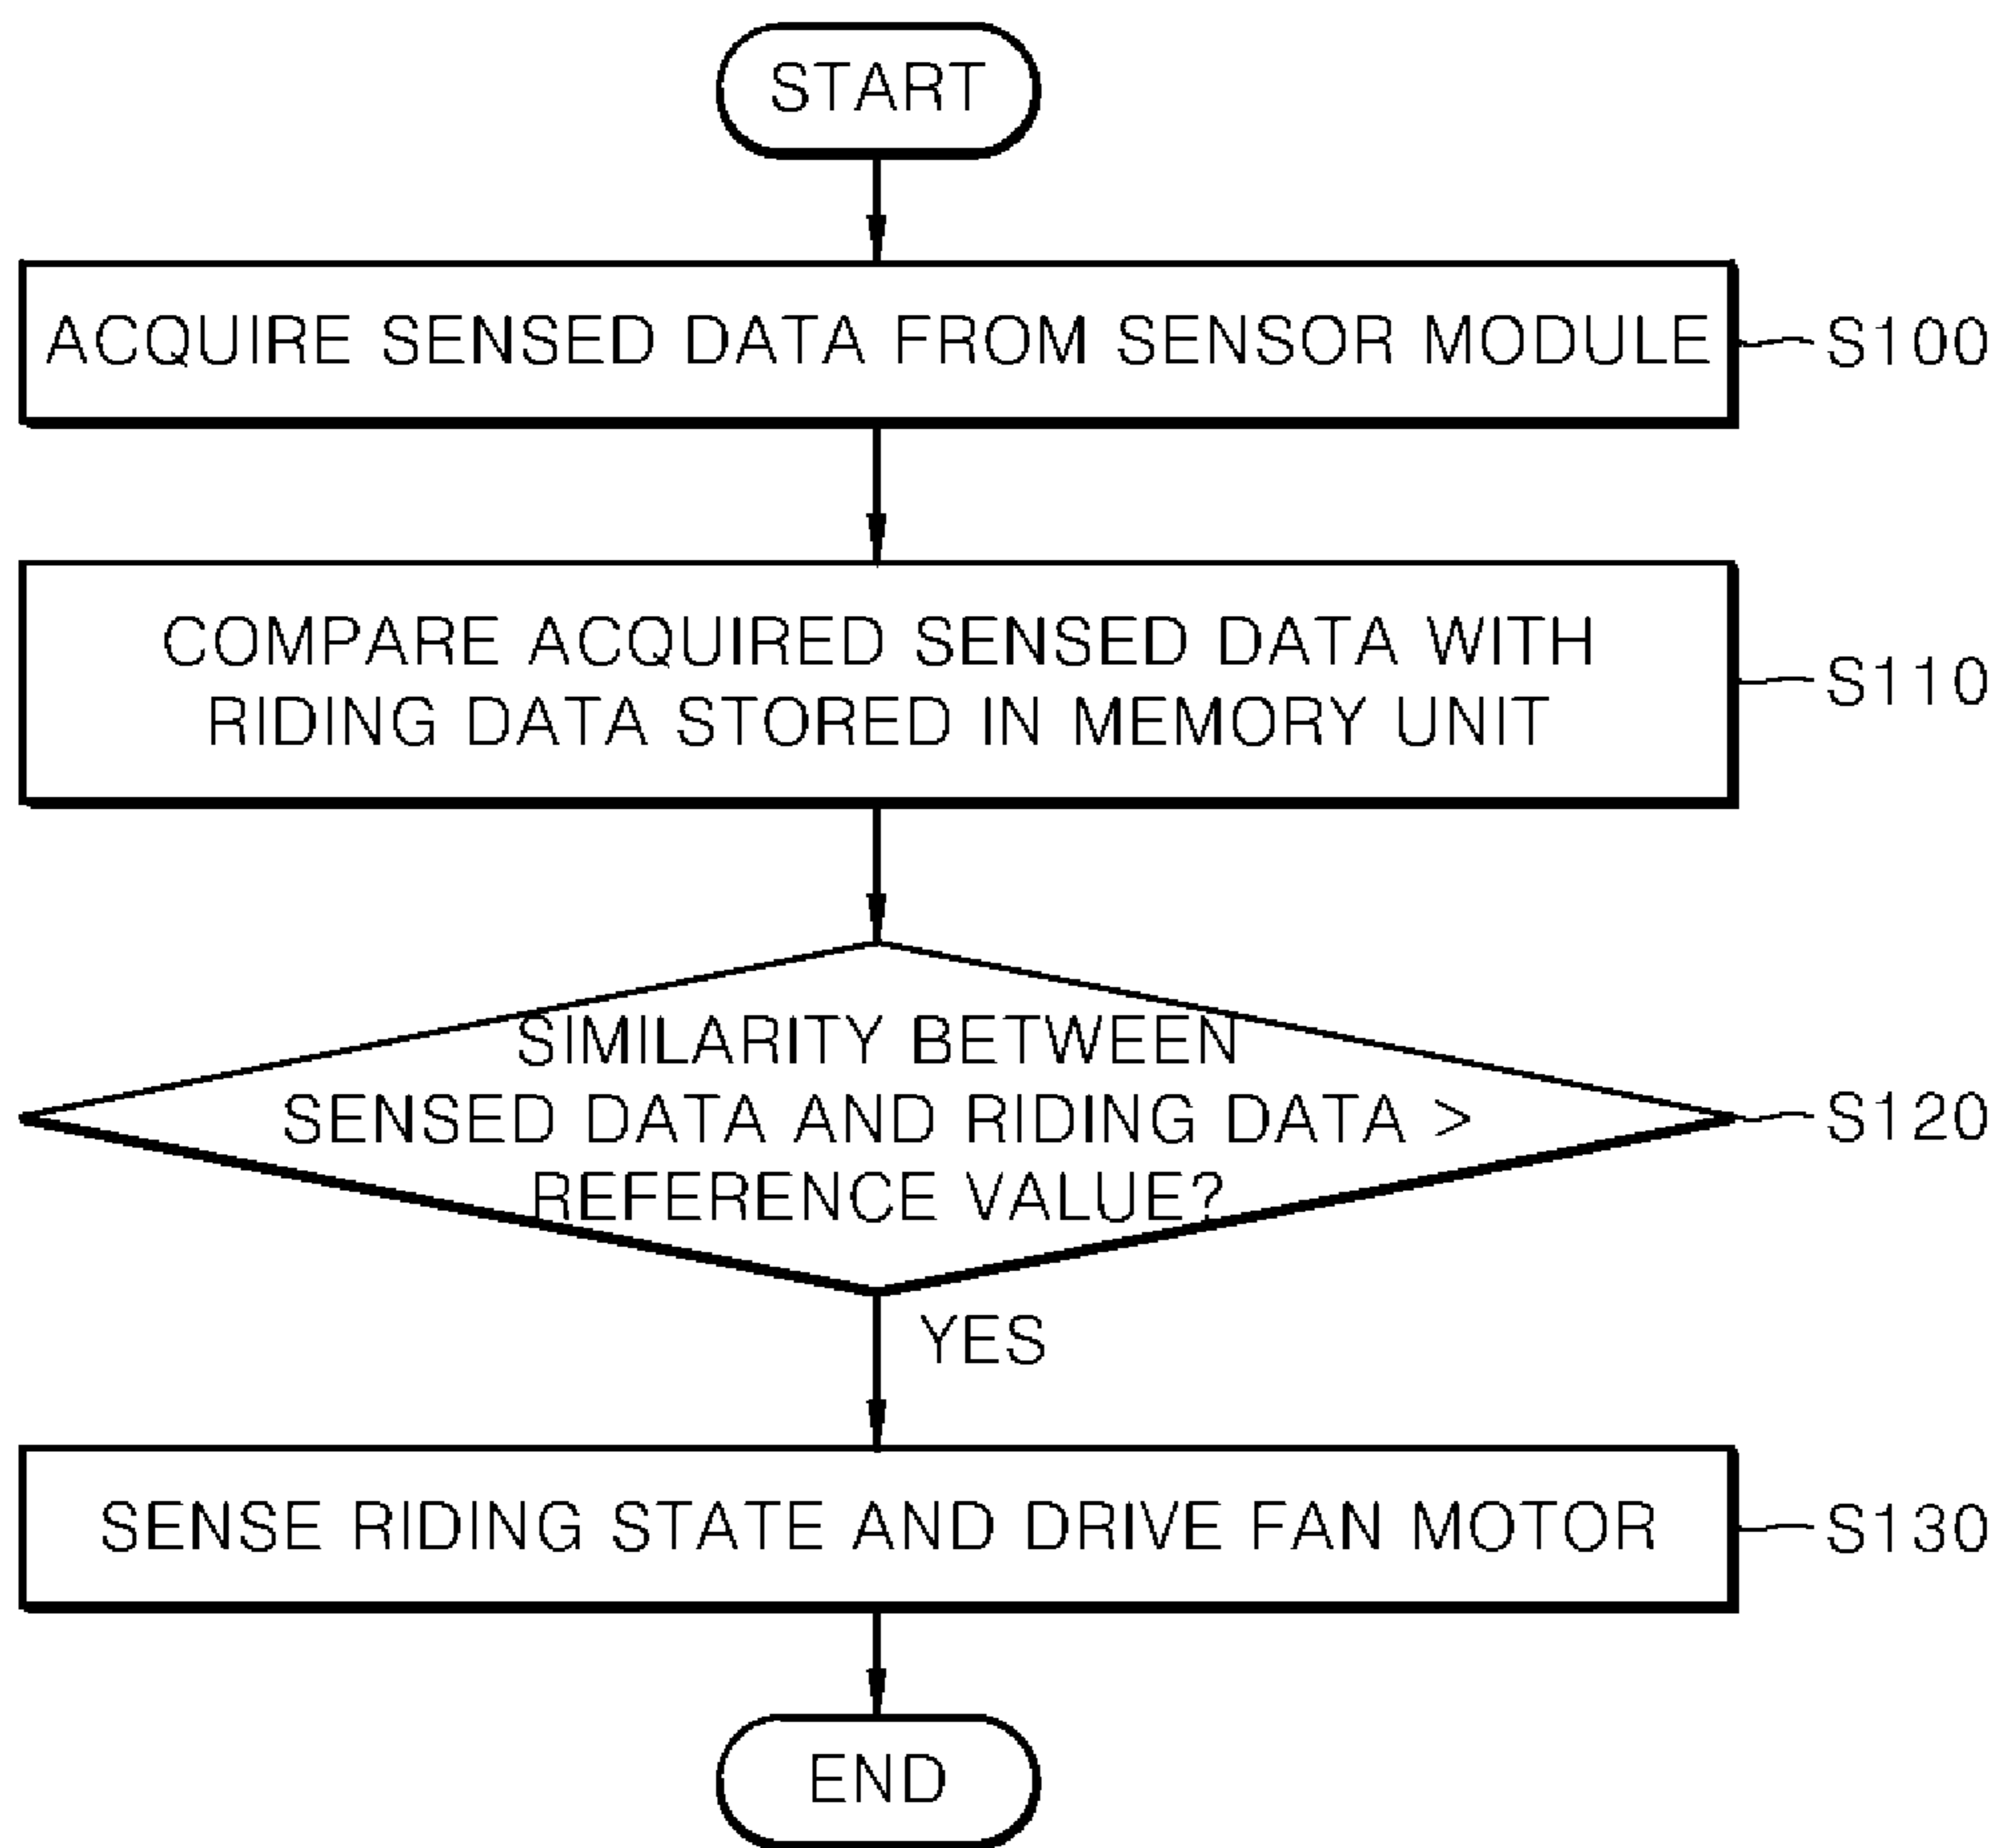 START
ACQUIRE SENSED DATA FROM SENSOR MODULE
S100
COMPARE ACQUIRED SENSED DATA WITH
RIDING DATA STORED IN MEMORY UNIT
S110
SIMILARITY BETWEEN
SENSED DATA AND RIDING DATA >
REFERENCE VALUE?
S120
YES
SENSE RIDING STATE AND DRIVE FAN MOTOR
S130
END